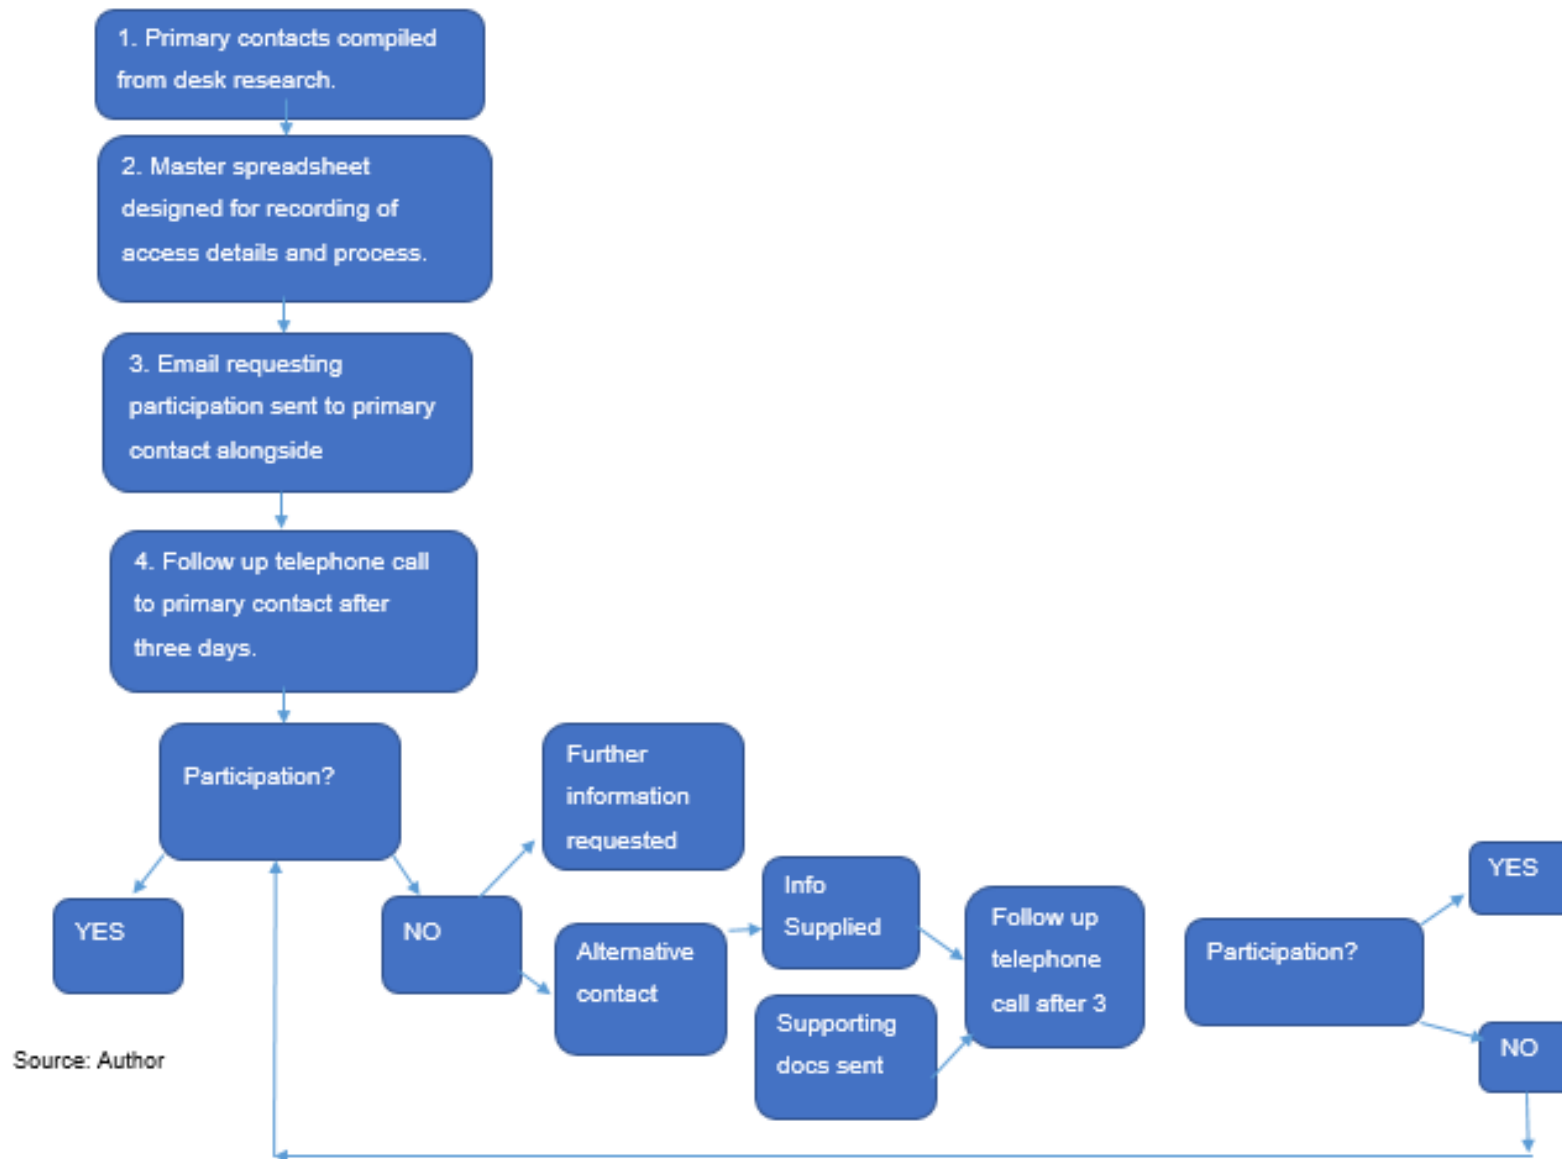 1. Primary contacts compiled
from desk research.
2. Master spreadsheet
designed for recording of
access details and process.
3. Email requesting
participation sent to primary
contact alongside
4. Follow up telephone call
to primary contact after
three days.
Participation?
YES
NO
Further
information
requested
Alternative
contact
Info
Supplied
Supporting
docs sent
Follow up
telephone
call after 3
Participation?
YES
NO
Source: Author